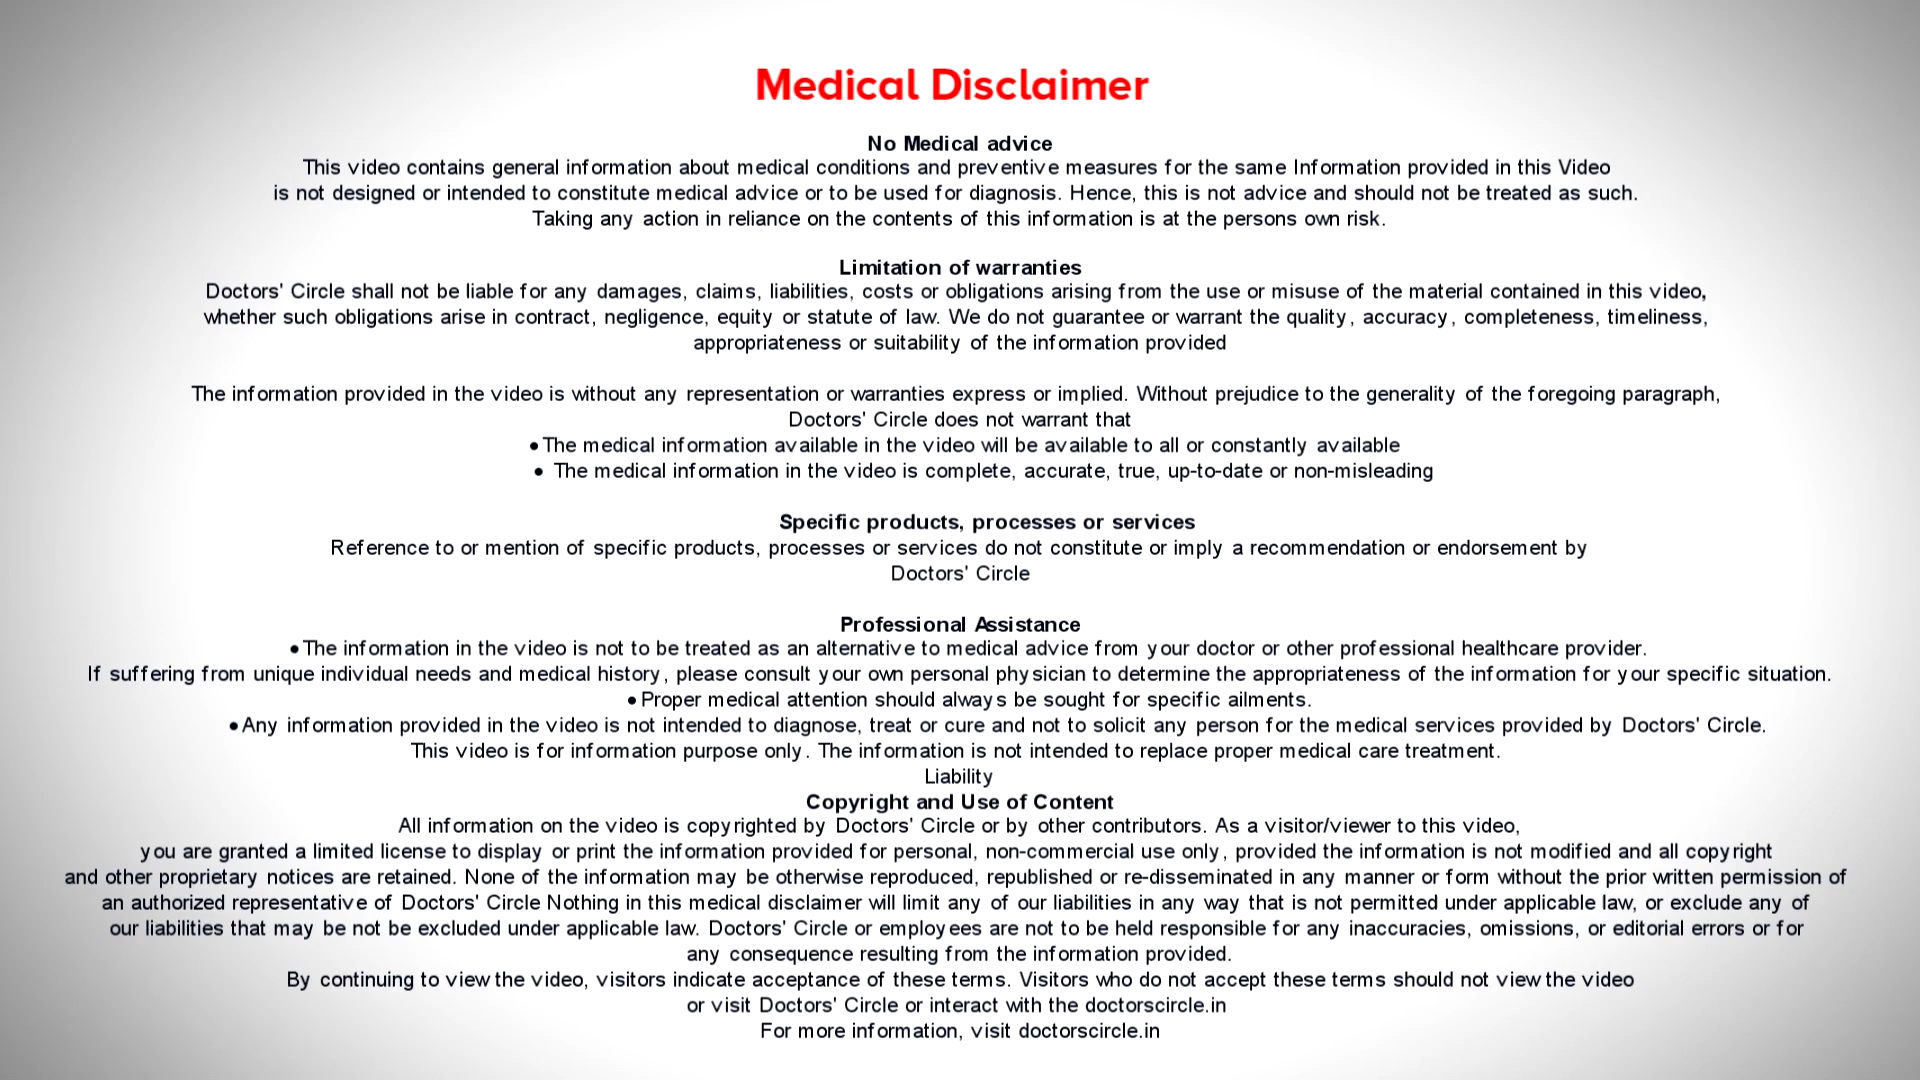 Medical Disclaimer
No Medical advice
This video contains general information about medical conditions and preventive measures for the same Information provided in this Video
is not designed or intended to constitute medical advice or to be used for diagnosis. Hence, this is not advice and should not be treated as such.
Taking any action in reliance on the contents of this information is at the persons own risk.
Limitation of warranties
Doctors' Circle shall not be liable for any damages, claims, liabilities, costs or obligations arising from the use or misuse of the material contained in this video,
whether such obligations arise in contract, negligence, equity or statute of law. We do not guarantee or warrant the quality, accuracy, completeness, timeliness,
appropriateness or suitability of the information provided
The information provided in the video is without any representation or warranties express or implied. Without prejudice to the generality of the foregoing paragraph,
Doctors' Circle does not warrant that
•The medical information available in the video will be available to all or constantly available
• The medical information in the video is complete, accurate, true, up-to-date or non-misleading
Specific products, processes or services
Reference to or mention of specific products, processes or services do not constitute or imply a recommendation or endorsement by
Doctors' Circle
Professional Assistance
•The information in the video is not to be treated as an alternative to medical advice from your doctor or other professional healthcare provider.
If suffering from unique individual needs and medical history, please consult your own personal physician to determine the appropriateness of the information for your specific situation.
•Proper medical attention should always be sought for specific ailments.
•Any information provided in the video is not intended to diagnose, treat or cure and not to solicit any person for the medical services provided by Doctors' Circle.
This video is for information purpose only. The information is not intended to replace proper medical care treatment.
Liability
Copyright and Use of Content
All information on the video is copyrighted by Doctors' Circle or by other contributors. As a visitor/viewer to this video,
you are granted a limited license to display or print the information provided for personal, non-commercial use only, provided the information is not modified and all copyright
and other proprietary notices are retained. None of the information may be otherwise reproduced, republished or re-disseminated in any manner or form without the prior written permission of
an authorized representative of Doctors' Circle Nothing in this medical disclaimer will limit any of our liabilities in any way that is not permitted under applicable law, or exclude any of
our liabilities that may be not be excluded under applicable law. Doctors' Circle or employees are not to be held responsible for any inaccuracies, omissions, or editorial errors or for
any consequence resulting from the information provided.
By continuing to view the video, visitors indicate acceptance of these terms. Visitors who do not accept these terms should not view the video
or visit Doctors' Circle or interact with the doctorscircle.in
For more information, visit doctorscircle.in